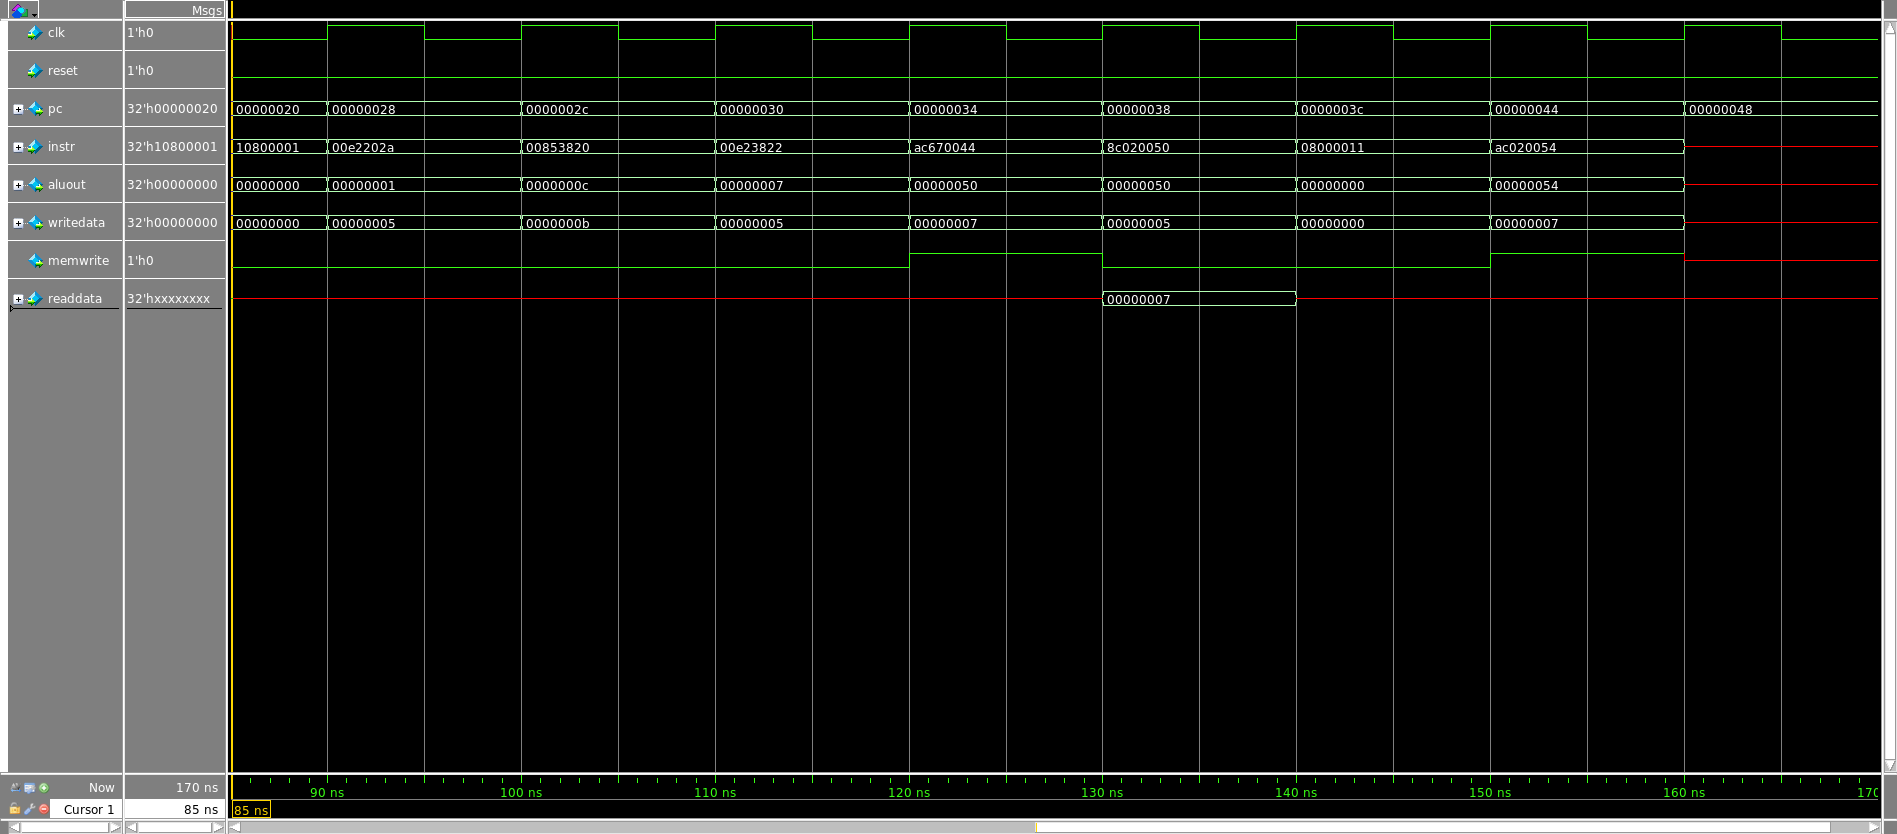 Msgs
clk 1'h0
reset 1'h0
pc 32'h00000020 00000020 00000028 0000002c 00000030 00000034 00000038 0000003c 00000044 00000048
instr 32'h10800001 10800001 00e2202a 00853820 00e23822 ac670044 8c020050 08000011 ac020054
aluout 32'h00000000 00000000 00000001 0000000c 00000007 00000050 00000050 00000000 00000054
writedata 32'h00000000 00000000 00000005 0000000b 00000005 00000007 00000005 00000000 00000007
memwrite 1'h0
readdata 32'hxxxxxxxx 00000007
Now 170 ns 90 ns 100 ns 110 ns 120 ns 130 ns 140 ns 150 ns 160 ns 170
Cursor 1 85 ns 85 ns